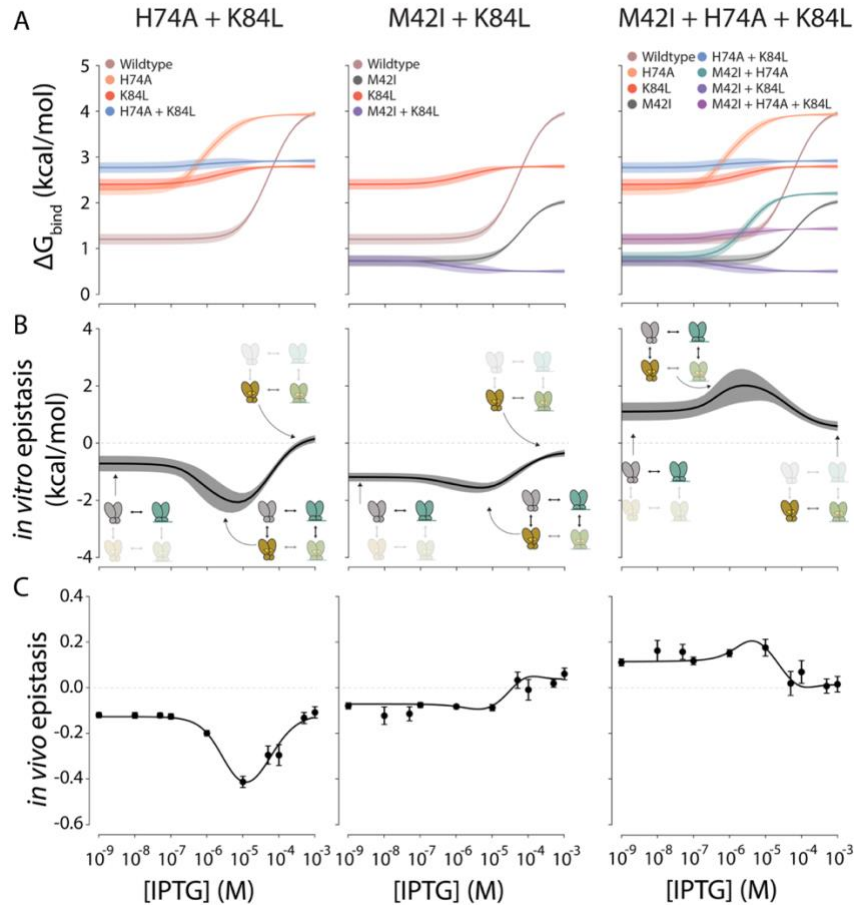 A
H74A + K84L
M42I + K84L
M42I + H74A + K84L
ΔG bind (kcal/mol)
5
4
3
2
1
0
Wildtype
H74A
K84L
H74A + K84L
Wildtype
M42I
K84L
M42I + K84L
Wildtype
H74A
K84L
M42I
H74A + K84L
M42I + H74A
M42I + K84L
M42I + H74A + K84L
B
in vitro epistasis
(kcal/mol)
4
2
0
-2
-4
C
in vivo epistasis
0.4
0.2
0.0
-0.2
-0.4
-0.6
10⁻⁹ 10⁻⁸ 10⁻⁷ 10⁻⁶ 10⁻⁵ 10⁻⁴ 10⁻³
[IPTG] (M)
10⁻⁹ 10⁻⁸ 10⁻⁷ 10⁻⁶ 10⁻⁵ 10⁻⁴ 10⁻³
[IPTG] (M)
10⁻⁹ 10⁻⁸ 10⁻⁷ 10⁻⁶ 10⁻⁵ 10⁻⁴ 10⁻³
[IPTG] (M)